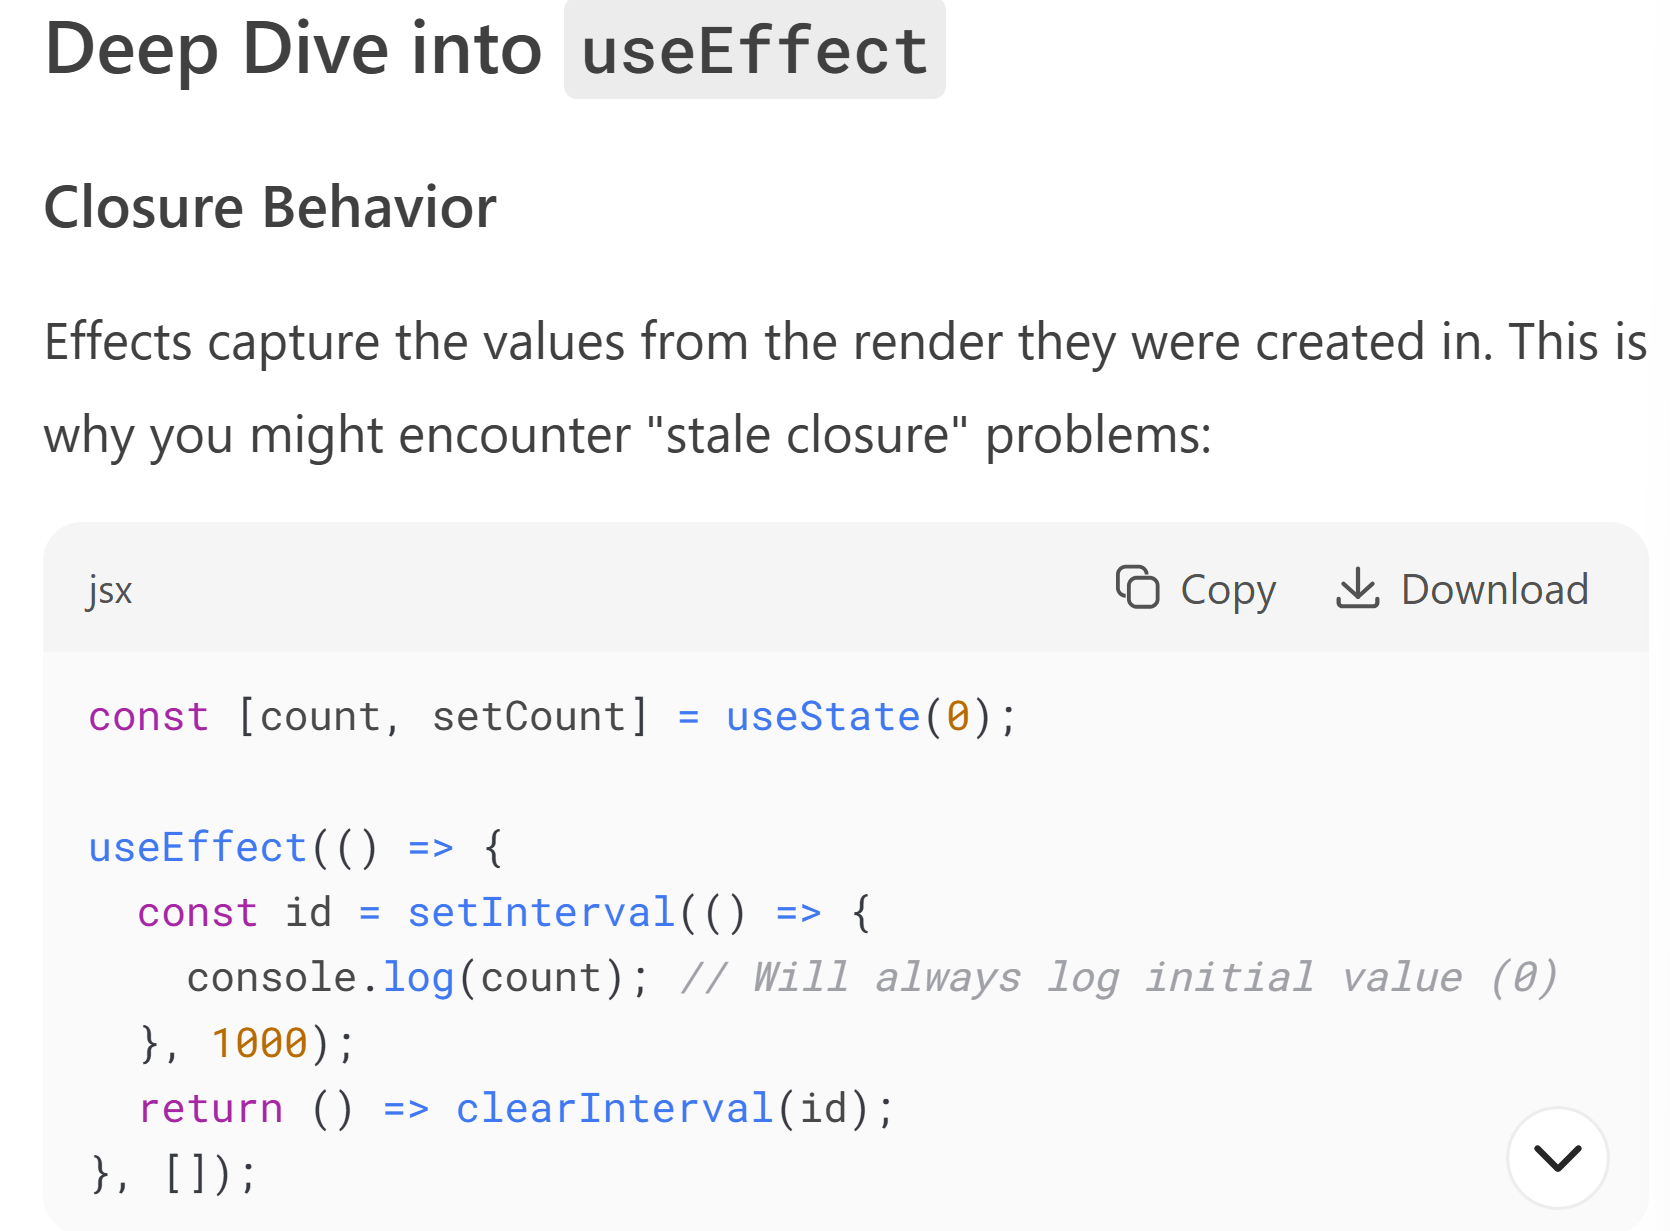 Deep Dive into useEffect
Closure Behavior
Effects capture the values from the render they were created in. This is
why you might encounter "stale closure" problems:
jsx
Copy
Download
const [count, setCount] = useState(0);
useEffect(() => {
  const id = setInterval(() => {
    console.log(count); // Will always log initial value (0)
  }, 1000);
  return () => clearInterval(id);
}, []);